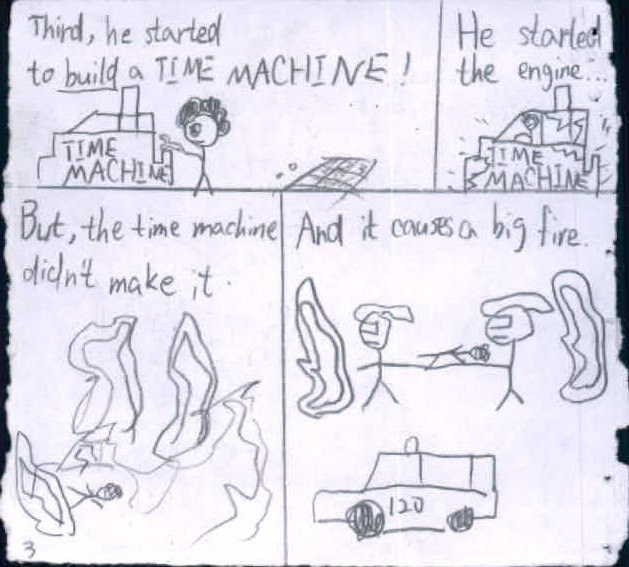 Third, he started
to build a TIME MACHINE!
TIME
MACHINE
He started
the engine...
TIME
MACHINE
But, the time machine
didn't make it.
3
And it causes a big fire.
120